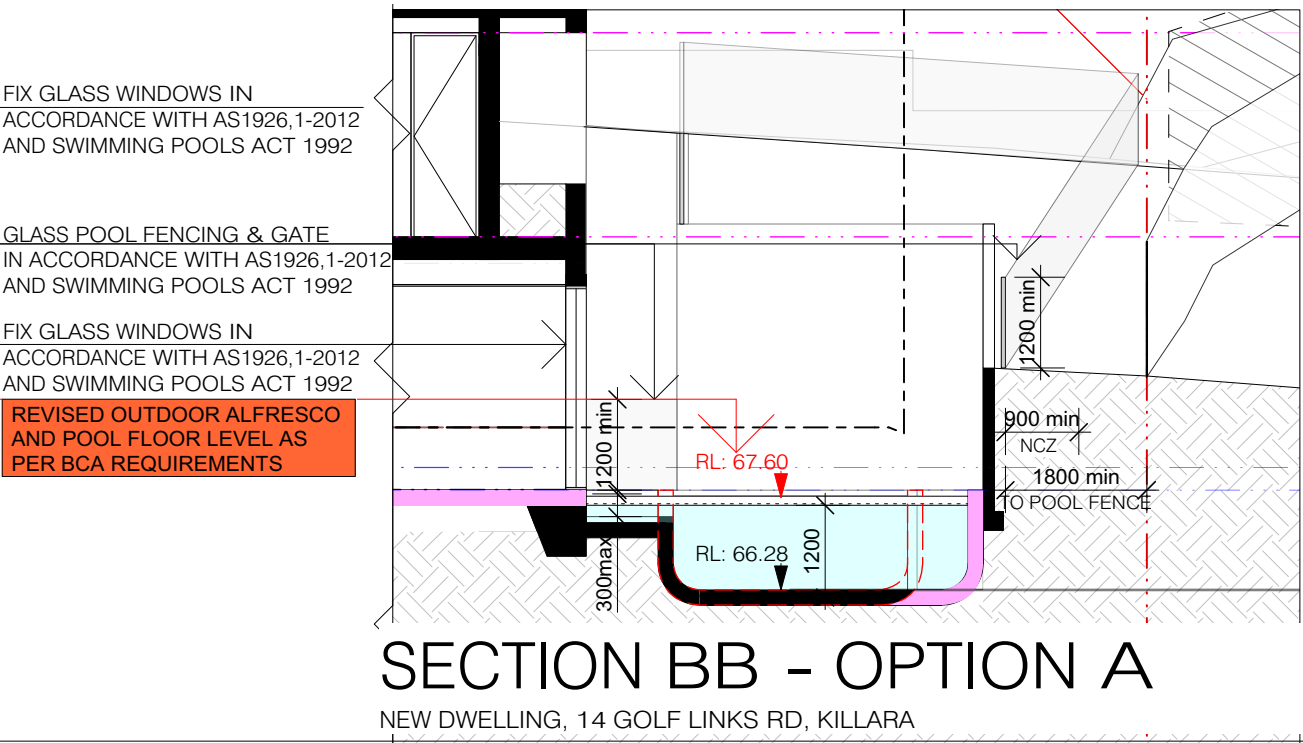 FIX GLASS WINDOWS IN
ACCORDANCE WITH AS1926,1-2012
AND SWIMMING POOLS ACT 1992
GLASS POOL FENCING & GATE
IN ACCORDANCE WITH AS1926,1-2012
AND SWIMMING POOLS ACT 1992
FIX GLASS WINDOWS IN
ACCORDANCE WITH AS1926,1-2012
AND SWIMMING POOLS ACT 1992
REVISED OUTDOOR ALFRESCO
AND POOL FLOOR LEVEL AS
PER BCA REQUIREMENTS
1200 min
300max
RL: 67.60
RL: 66.28
1200
1200 min
900 min
NCZ
1800 min
TO POOL FENCE
SECTION BB - OPTION A
NEW DWELLING, 14 GOLF LINKS RD, KILLARA